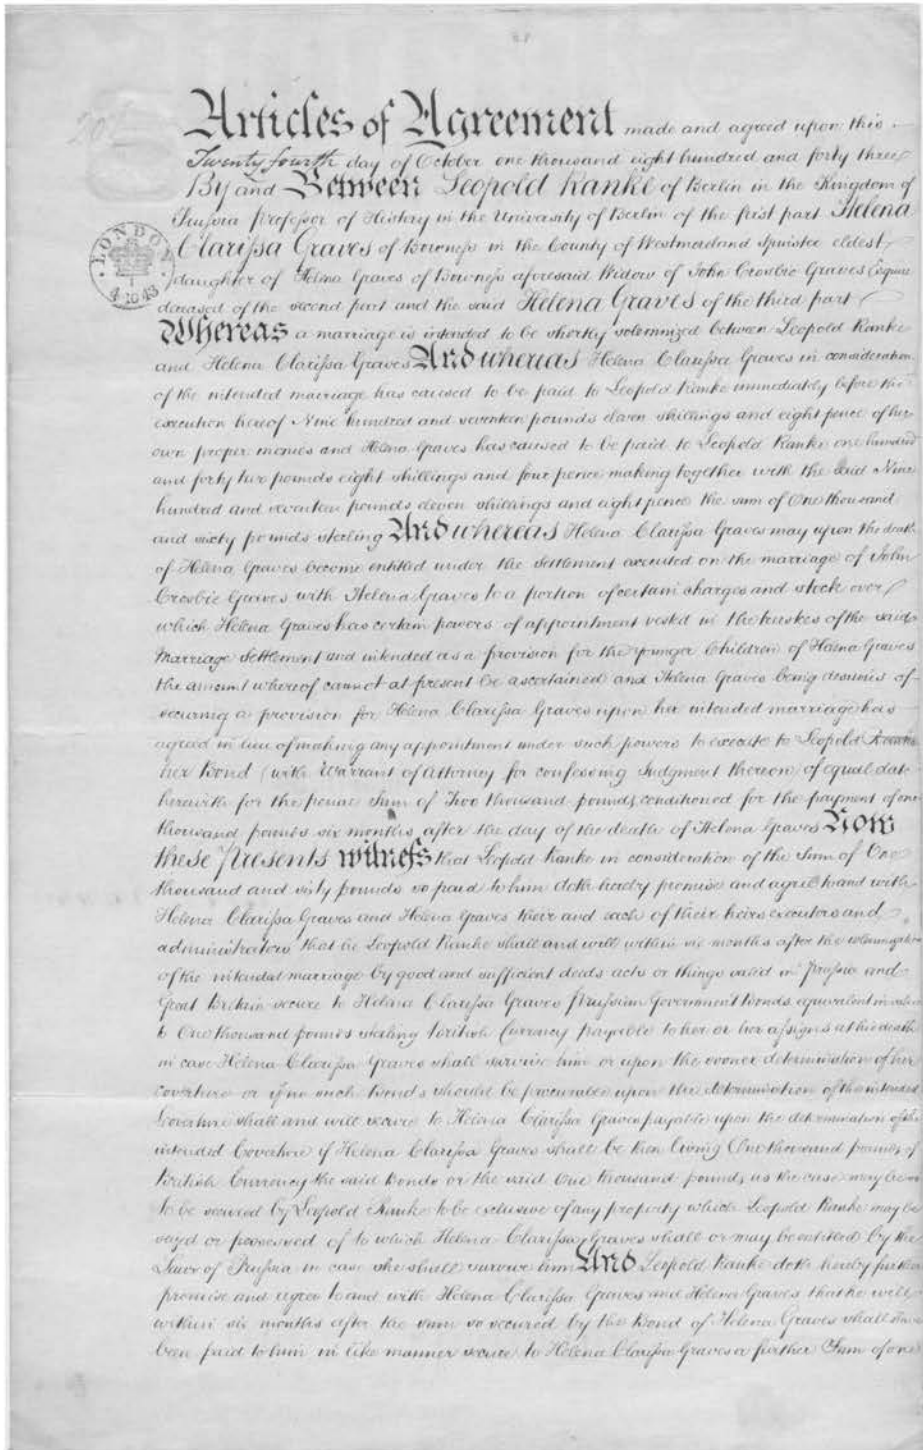 20£
LONDON
4·10·43
Articles of Agreement made and agreed upon this
Twenty fourth day of October one thousand eight hundred and forty three
By and Between Leopold Ranke of Berlin in the Kingdom of
Prussia professor of History in the University of Berlin of the first part Helena
Clarissa Graves of Bowness in the County of Westmorland Spinster eldest
daughter of Helena Graves of Bowness aforesaid Widow of John Crosbie Graves Esquire
deceased of the second part and the said Helena Graves of the third part
Whereas a marriage is intended to be shortly solemnized between Leopold Ranke
and Helena Clarissa Graves And whereas Helena Clarissa Graves in consideration
of the intended marriage has caused to be paid to Leopold Ranke immediately before the
execution hereof Nine hundred and seventeen pounds eleven shillings and eight pence of her
own proper monies and Helena Graves has caused to be paid to Leopold Ranke one hundred
and forty two pounds eight shillings and four pence making together with the said Nine
hundred and seventeen pounds eleven shillings and eight pence the sum of One thousand
and sixty pounds sterling And whereas Helena Clarissa Graves may upon the death
of Helena Graves become entitled under the Settlement executed on the marriage of John
Crosbie Graves with Helena Graves to a portion of certain charges and stock over
which Helena Graves has certain powers of appointment vested in the trustees of the said
Marriage Settlement and intended as a provision for the younger Children of Helena Graves
the amount whereof cannot at present be ascertained and Helena Graves being desirous of
securing a provision for Helena Clarissa Graves upon her intended marriage has
agreed in lieu of making any appointment under such powers to execute to Leopold Ranke
her Bond (with Warrant of Attorney for confessing Judgment thereon) of equal date
herewith for the penal Sum of Two thousand pounds conditioned for the payment of one
thousand pounds six months after the day of the death of Helena Graves Now
these Presents witness that Leopold Ranke in consideration of the Sum of One
thousand and sixty pounds so paid to him doth hereby promise and agree to and with
Helena Clarissa Graves and Helena Graves their and each of their heirs executors and
administrators that he Leopold Ranke shall and will within six months after the solemnization
of the intended marriage by good and sufficient deeds acts or things valid in Prussia and
Great Britain secure to Helena Clarissa Graves Prussian Government Bonds equivalent in value
to One thousand pounds sterling British Currency payable to her or her assigns at his death
in case Helena Clarissa Graves shall survive him or upon the sooner determination of her
coverture or if no such Bonds should be procurable upon the determination of the intended
Coverture shall and will secure to Helena Clarissa Graves payable upon the determination of the
intended Coverture if Helena Clarissa Graves shall be then living One thousand pounds of
British Currency the said Bonds or the said One thousand pounds as the case may be so
to be secured by Leopold Ranke to be exclusive of any property which Leopold Ranke may be
seized or possessed of to which Helena Clarissa Graves shall or may be entitled by the
Laws of Prussia in case she shall survive him And Leopold Ranke doth hereby further
promise and agree to and with Helena Clarissa Graves and Helena Graves that he will
within six months after the sum so secured by the Bond of Helena Graves shall have
been paid to him in like manner secure to Helena Clarissa Graves a further Sum of one